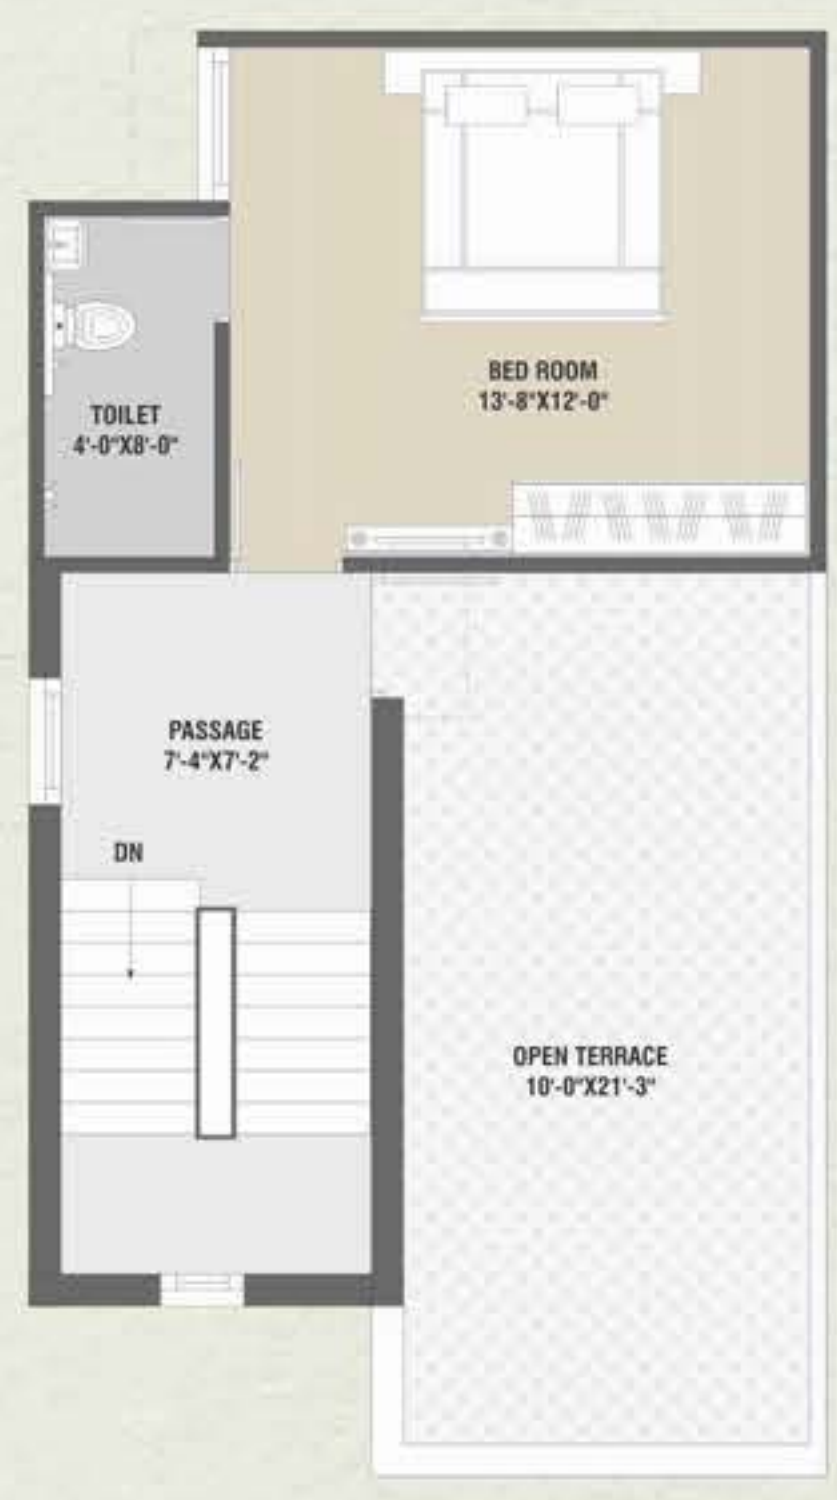 BED ROOM
13'-8"X12'-0"
TOILET
4'-0"X8'-0"
PASSAGE
7'-4"X7'-2"
DN
OPEN TERRACE
10'-0"X21'-3"